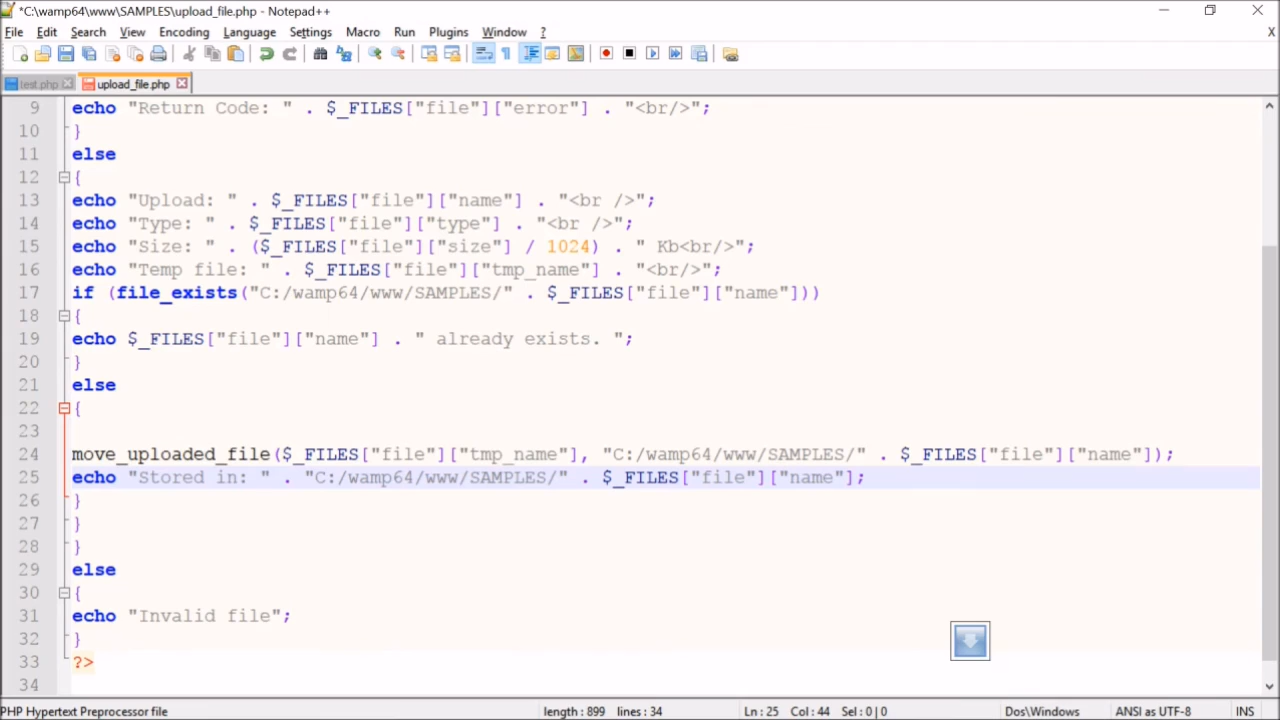 *C:\wamp64\www\SAMPLES\upload_file.php - Notepad++
File Edit Search View Encoding Language Settings Macro Run Plugins Window ? X
test.php upload_file.php
9 echo "Return Code: " . $_FILES["file"]["error"] . "<br/>";
10 }
11 else
12 {
13 echo "Upload: " . $_FILES["file"]["name"] . "<br />";
14 echo "Type: " . $_FILES["file"]["type"] . "<br />";
15 echo "Size: " . ($_FILES["file"]["size"] / 1024) . " Kb<br/>";
16 echo "Temp file: " . $_FILES["file"]["tmp_name"] . "<br/>";
17 if (file_exists("C:/wamp64/www/SAMPLES/" . $_FILES["file"]["name"]))
18 {
19 echo $_FILES["file"]["name"] . " already exists. ";
20 }
21 else
22 {
23
24 move_uploaded_file($_FILES["file"]["tmp_name"], "C:/wamp64/www/SAMPLES/" . $_FILES["file"]["name"]);
25 echo "Stored in: " . "C:/wamp64/www/SAMPLES/" . $_FILES["file"]["name"];
26 }
27 }
28 }
29 else
30 {
31 echo "Invalid file";
32 }
33 ?>
34
PHP Hypertext Preprocessor file length : 899 lines : 34 Ln : 25 Col : 44 Sel : 0 | 0 Dos\Windows ANSI as UTF-8 INS